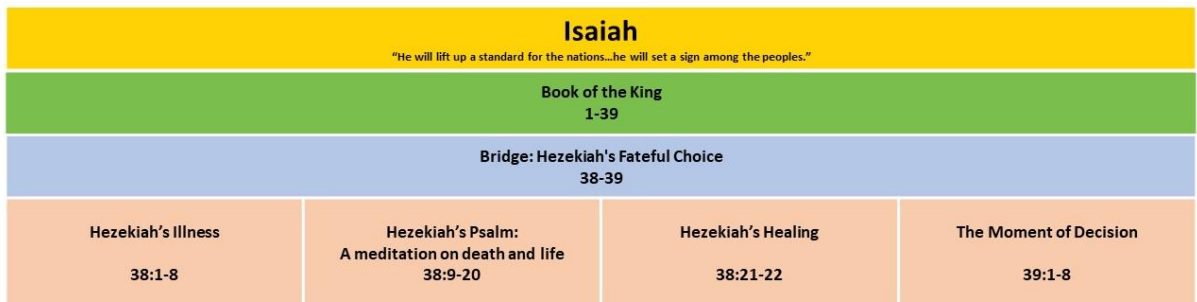 Isaiah
“He will lift up a standard for the nations…he will set a sign among the peoples.”
Book of the King
1-39
Bridge: Hezekiah's Fateful Choice
38-39
Hezekiah’s Illness
38:1-8
Hezekiah’s Psalm:
A meditation on death and life
38:9-20
Hezekiah’s Healing
38:21-22
The Moment of Decision
39:1-8